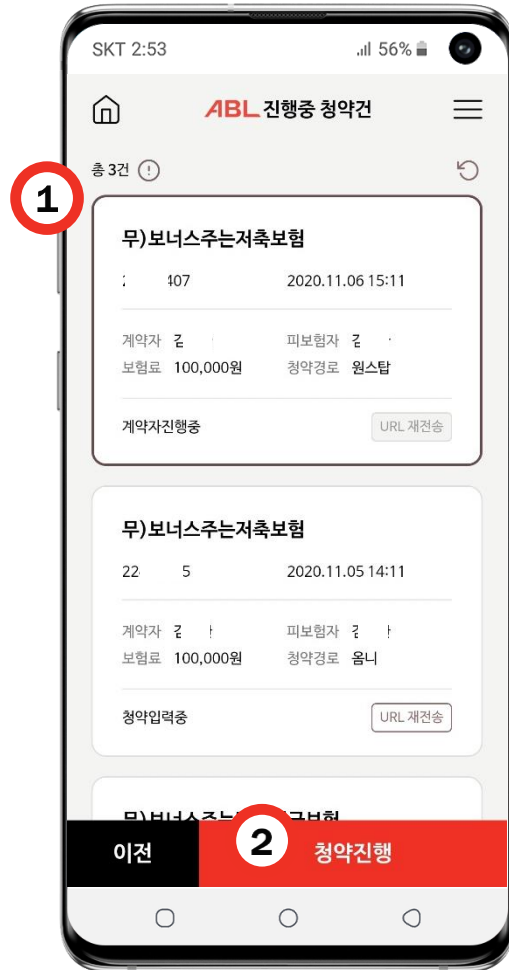 SKT 2:53 56%
ABL 진행중 청약건
총 3건
1
무)보너스주는저축보험
407 2020.11.06 15:11
계약자 피보험자
보험료 100,000원 청약경로 원스탑
계약자진행중 URL 재전송
무)보너스주는저축보험
22 5 2020.11.05 14:11
계약자 피보험자
보험료 100,000원 청약경로 옴니
청약입력중 URL 재전송
이전 2 청약진행